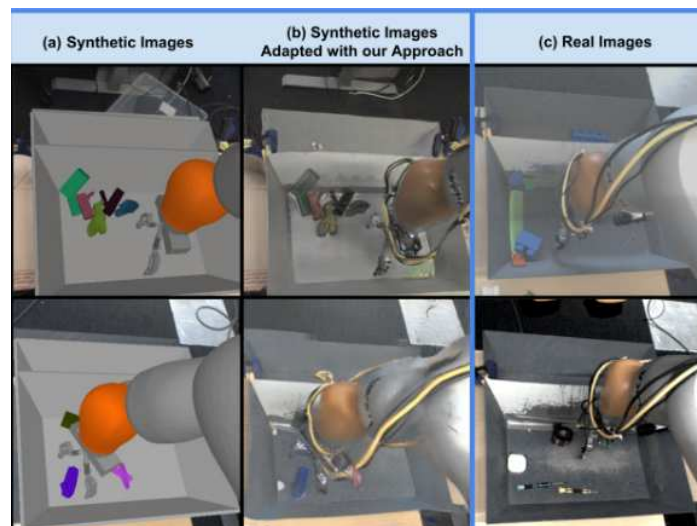 (a) Synthetic Images
(b) Synthetic Images
Adapted with our Approach
(c) Real Images